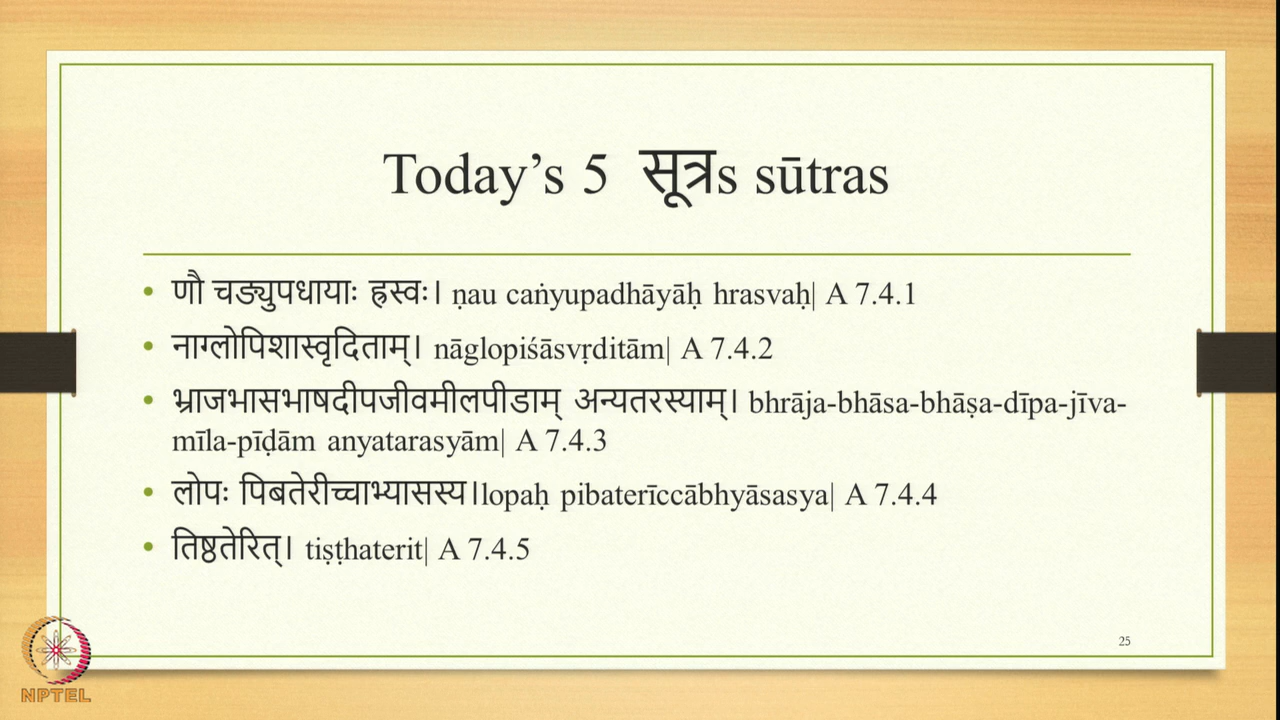 Today’s 5 सूत्रs sūtras
• णौ चङ्युपधायाः ह्रस्वः। ṇau caṅyupadhāyāḥ hrasvaḥ| A 7.4.1
• नाग्लोपिशास्वृदिताम्। nāglopiśāsvṛditām| A 7.4.2
• भ्राजभासभाषदीपजीवमीलपीडाम् अन्यतरस्याम्। bhrāja-bhāsa-bhāṣa-dīpa-jīva-
mīla-pīḍām anyatarasyām| A 7.4.3
• लोपः पिबतेरीच्चाभ्यासस्य।lopaḥ pibaterīccābhyāsasya| A 7.4.4
• तिष्ठतेरित्। tiṣṭhaterit| A 7.4.5
25
NPTEL